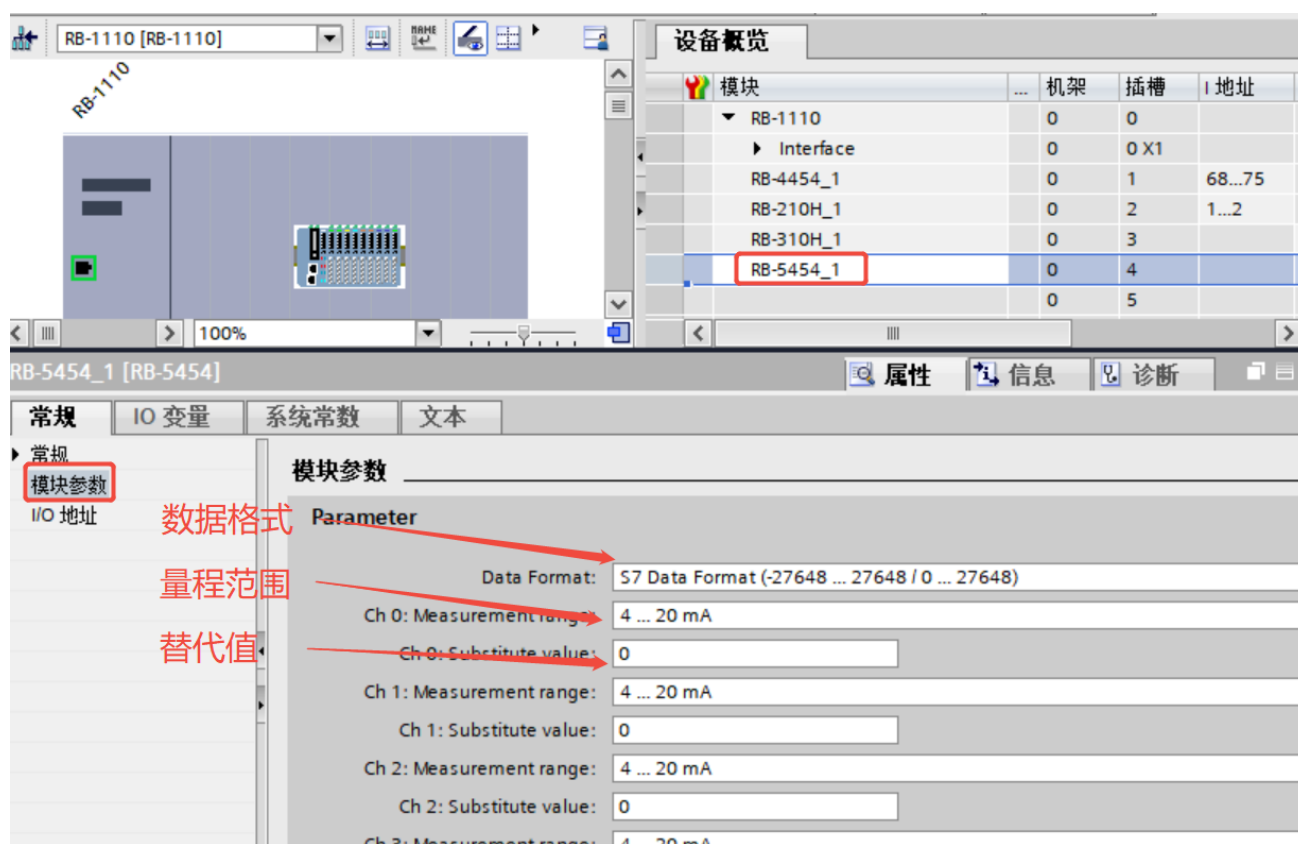 RB-1110 [RB-1110]
RB-1110
100%
设备概览
模块 ... 机架 插槽 I 地址
RB-1110 0 0
Interface 0 0 X1
RB-4454_1 0 1 68...75
RB-210H_1 0 2 1...2
RB-310H_1 0 3
RB-5454_1 0 4
0 5
RB-5454_1 [RB-5454]
属性 信息 诊断
常规 IO 变量 系统常数 文本
常规
模块参数
I/O 地址
数据格式
量程范围
替代值
模块参数
Parameter
Data Format: S7 Data Format (-27648 ... 27648 / 0 ... 27648)
Ch 0: Measurement range: 4 ... 20 mA
Ch 0: Substitute value: 0
Ch 1: Measurement range: 4 ... 20 mA
Ch 1: Substitute value: 0
Ch 2: Measurement range: 4 ... 20 mA
Ch 2: Substitute value: 0
Ch 3: Measurement range: 4 ... 20 mA